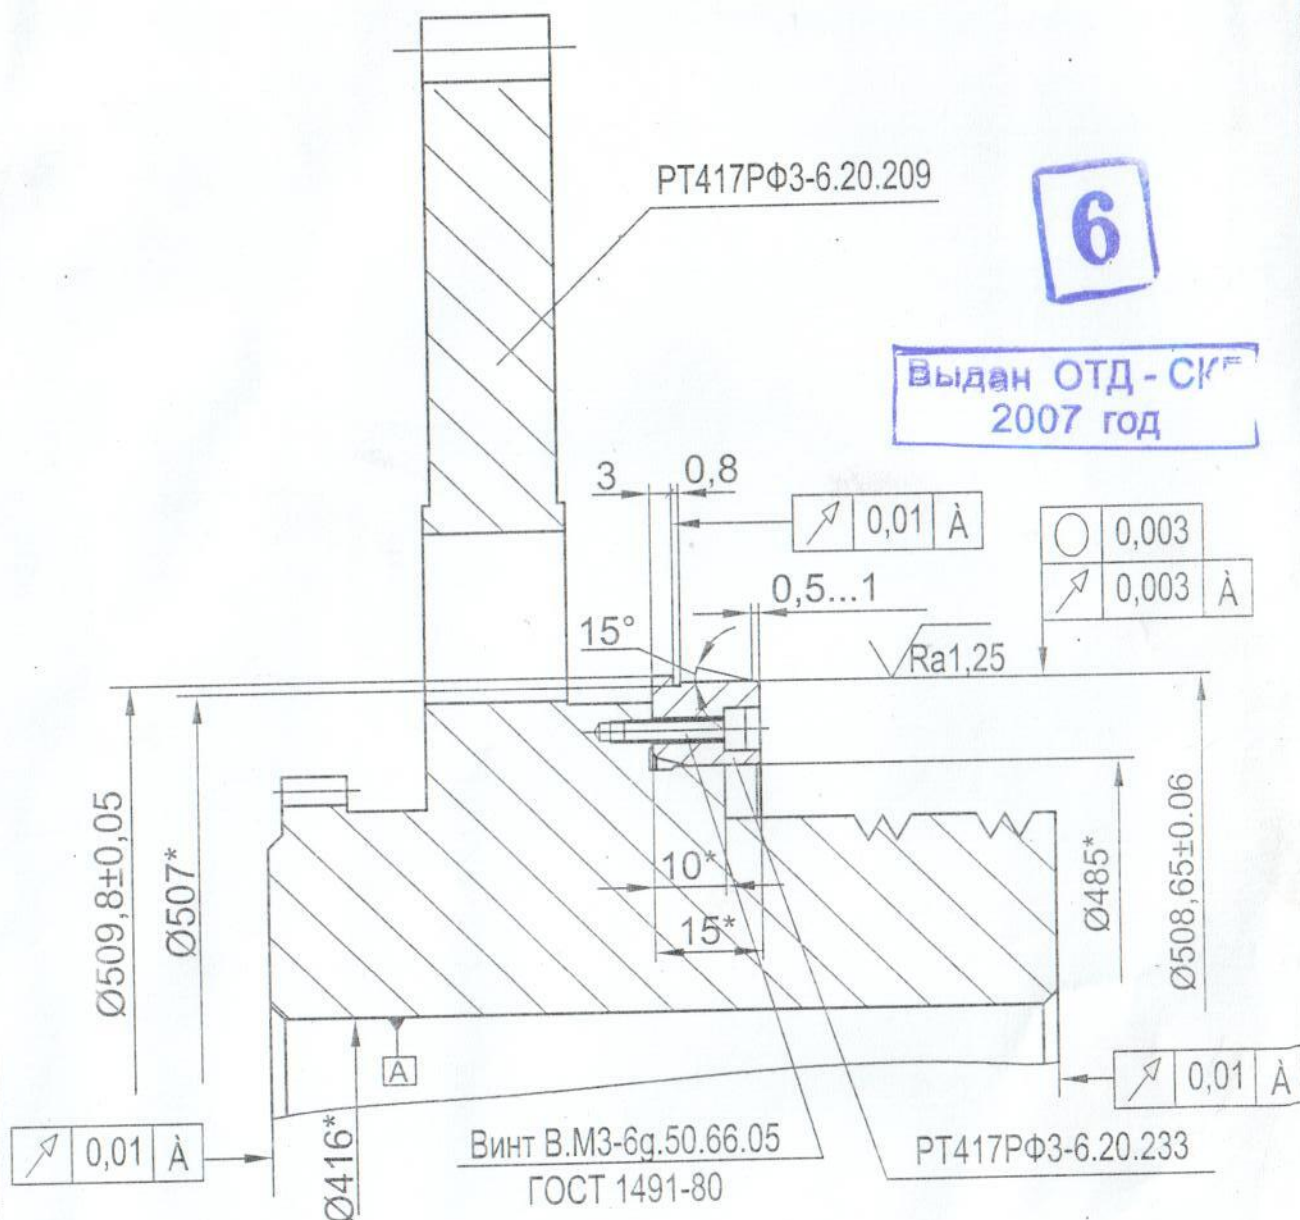 РТ417РФ3-6.20.209
6
Выдан ОТД - СК
2007 год
3
0,8
0,01 À
0,003
0,003 À
0,5...1
15°
Ra1,25
Ø509,8±0,05
Ø507*
10*
15*
Ø485*
Ø508,65±0.06
A
0,01 À
0,01 À
Ø416*
Винт В.М3-6g.50.66.05
ГОСТ 1491-80
РТ417РФ3-6.20.233